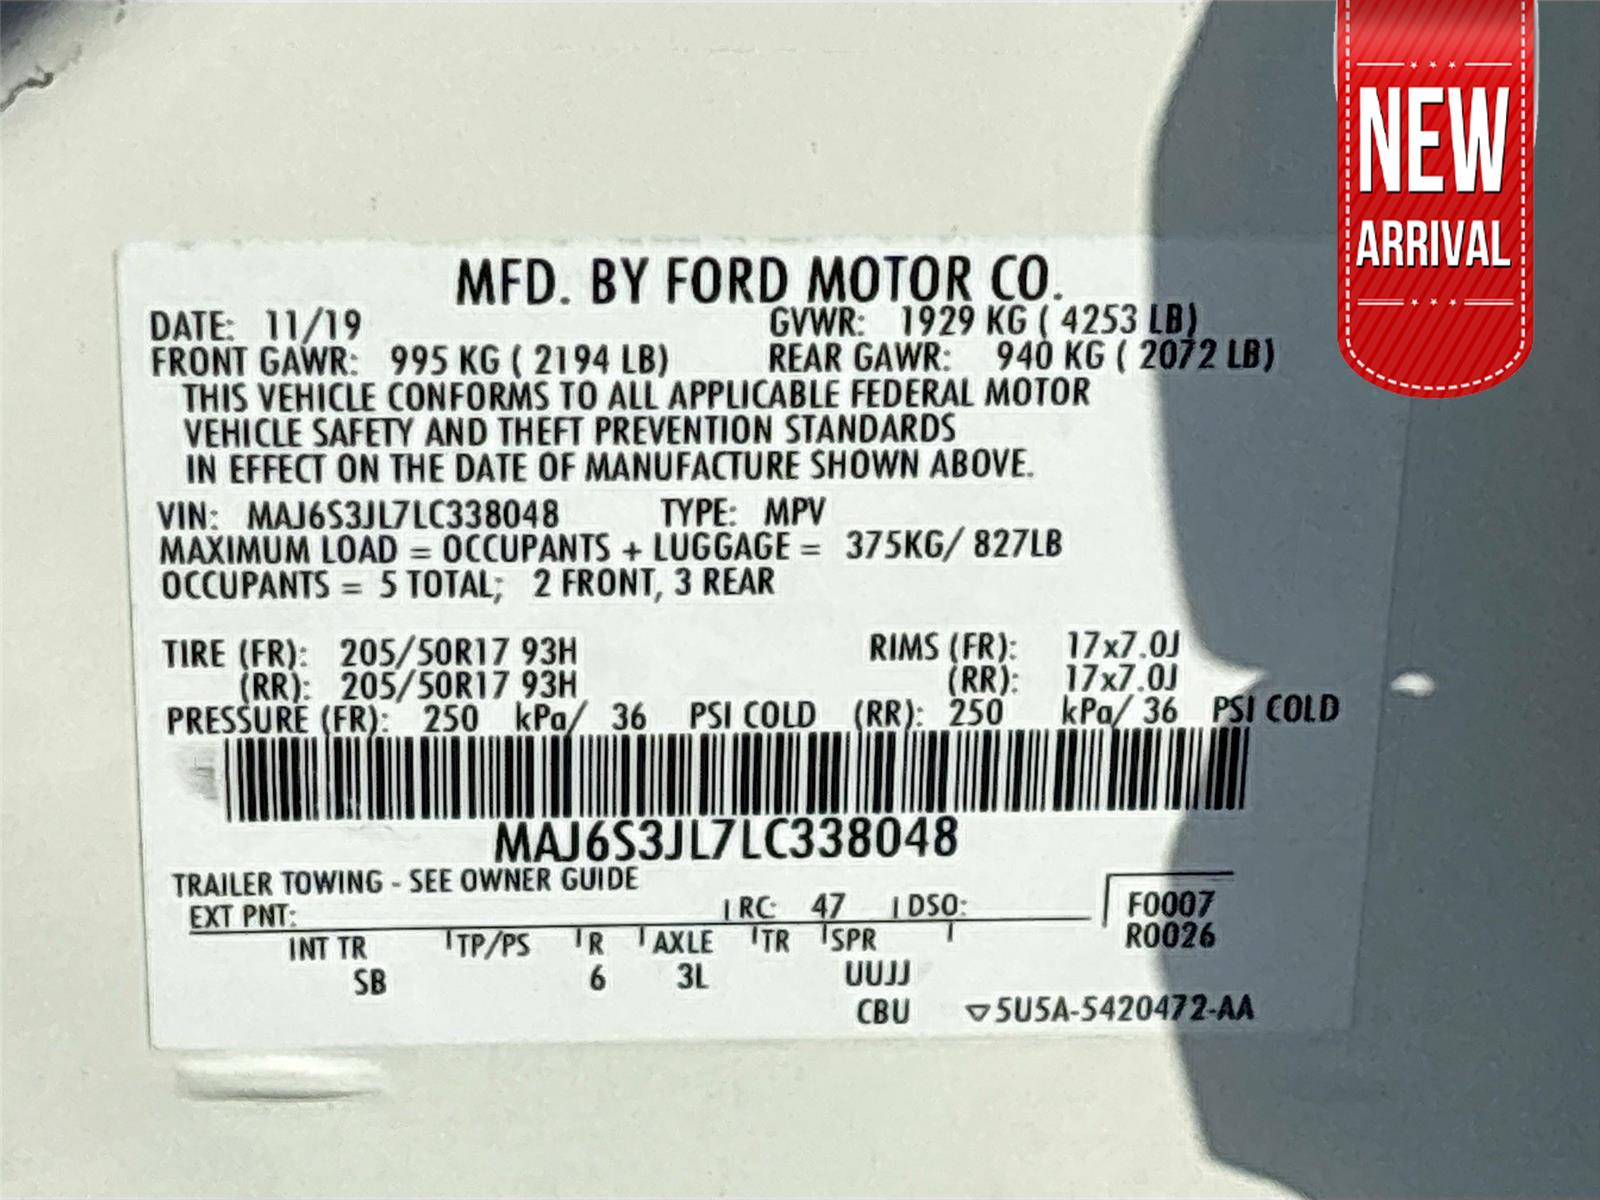 NEW
ARRIVAL
MFD. BY FORD MOTOR CO.
DATE: 11/19 GVWR: 1929 KG ( 4253 LB)
FRONT GAWR: 995 KG ( 2194 LB) REAR GAWR: 940 KG ( 2072 LB)
THIS VEHICLE CONFORMS TO ALL APPLICABLE FEDERAL MOTOR
VEHICLE SAFETY AND THEFT PREVENTION STANDARDS
IN EFFECT ON THE DATE OF MANUFACTURE SHOWN ABOVE.
VIN: MAJ6S3JL7LC338048 TYPE: MPV
MAXIMUM LOAD = OCCUPANTS + LUGGAGE = 375KG/ 827LB
OCCUPANTS = 5 TOTAL; 2 FRONT, 3 REAR
TIRE (FR): 205/50R17 93H RIMS (FR): 17x7.0J
(RR): 205/50R17 93H (RR): 17x7.0J
PRESSURE (FR): 250 kPa/ 36 PSI COLD (RR): 250 kPa/ 36 PSI COLD
MAJ6S3JL7LC338048
TRAILER TOWING - SEE OWNER GUIDE
EXT PNT: RC: 47 DSO: F0007
R0026
INT TR TP/PS R AXLE TR SPR
SB 6 3L UUJJ
CBU ▽5U5A-5420472-AA